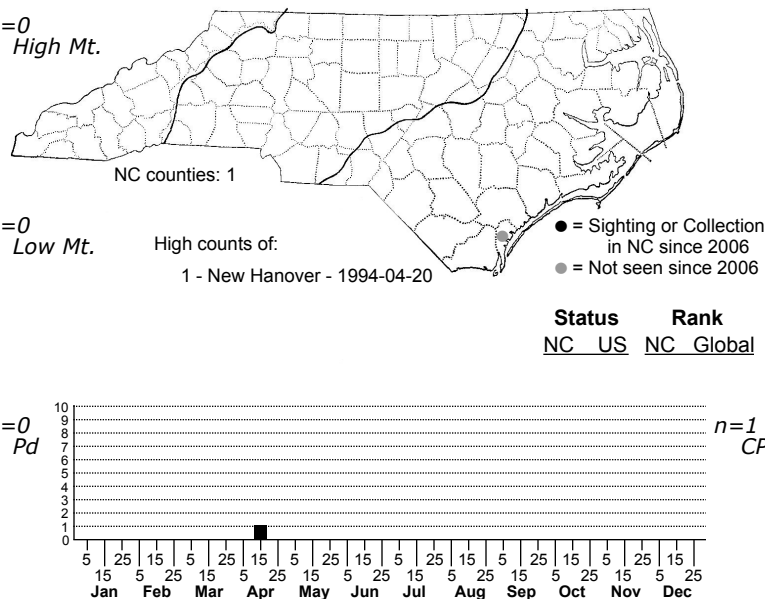 =0
High Mt.
NC counties: 1
=0
Low Mt.
High counts of:
1 - New Hanover - 1994-04-20
● = Sighting or Collection
in NC since 2006
● = Not seen since 2006
Status Rank
NC US NC Global
=0
Pd
n=1
CP
10
9
8
7
6
5
4
3
2
1
0
5 15 25 5 15 25 5 15 25 5 15 25 5 15 25 5 15 25
15 5 25 15 5 25 15 5 25 15 5 25 15 5 25 15 5 25
Jan Feb Mar Apr May Jun Jul Aug Sep Oct Nov Dec